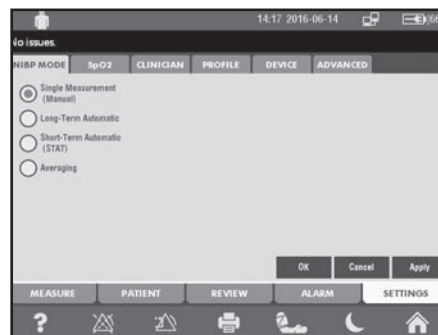 14:17 2016-06-14
No issues.
NIBP MODE SpO2 CLINICIAN PROFILE DEVICE ADVANCED
Single Measurement
(Manual)
Long-Term Automatic
Short-Term Automatic
(STAT)
Averaging
OK Cancel Apply
MEASURE PATIENT REVIEW ALARM SETTINGS
?